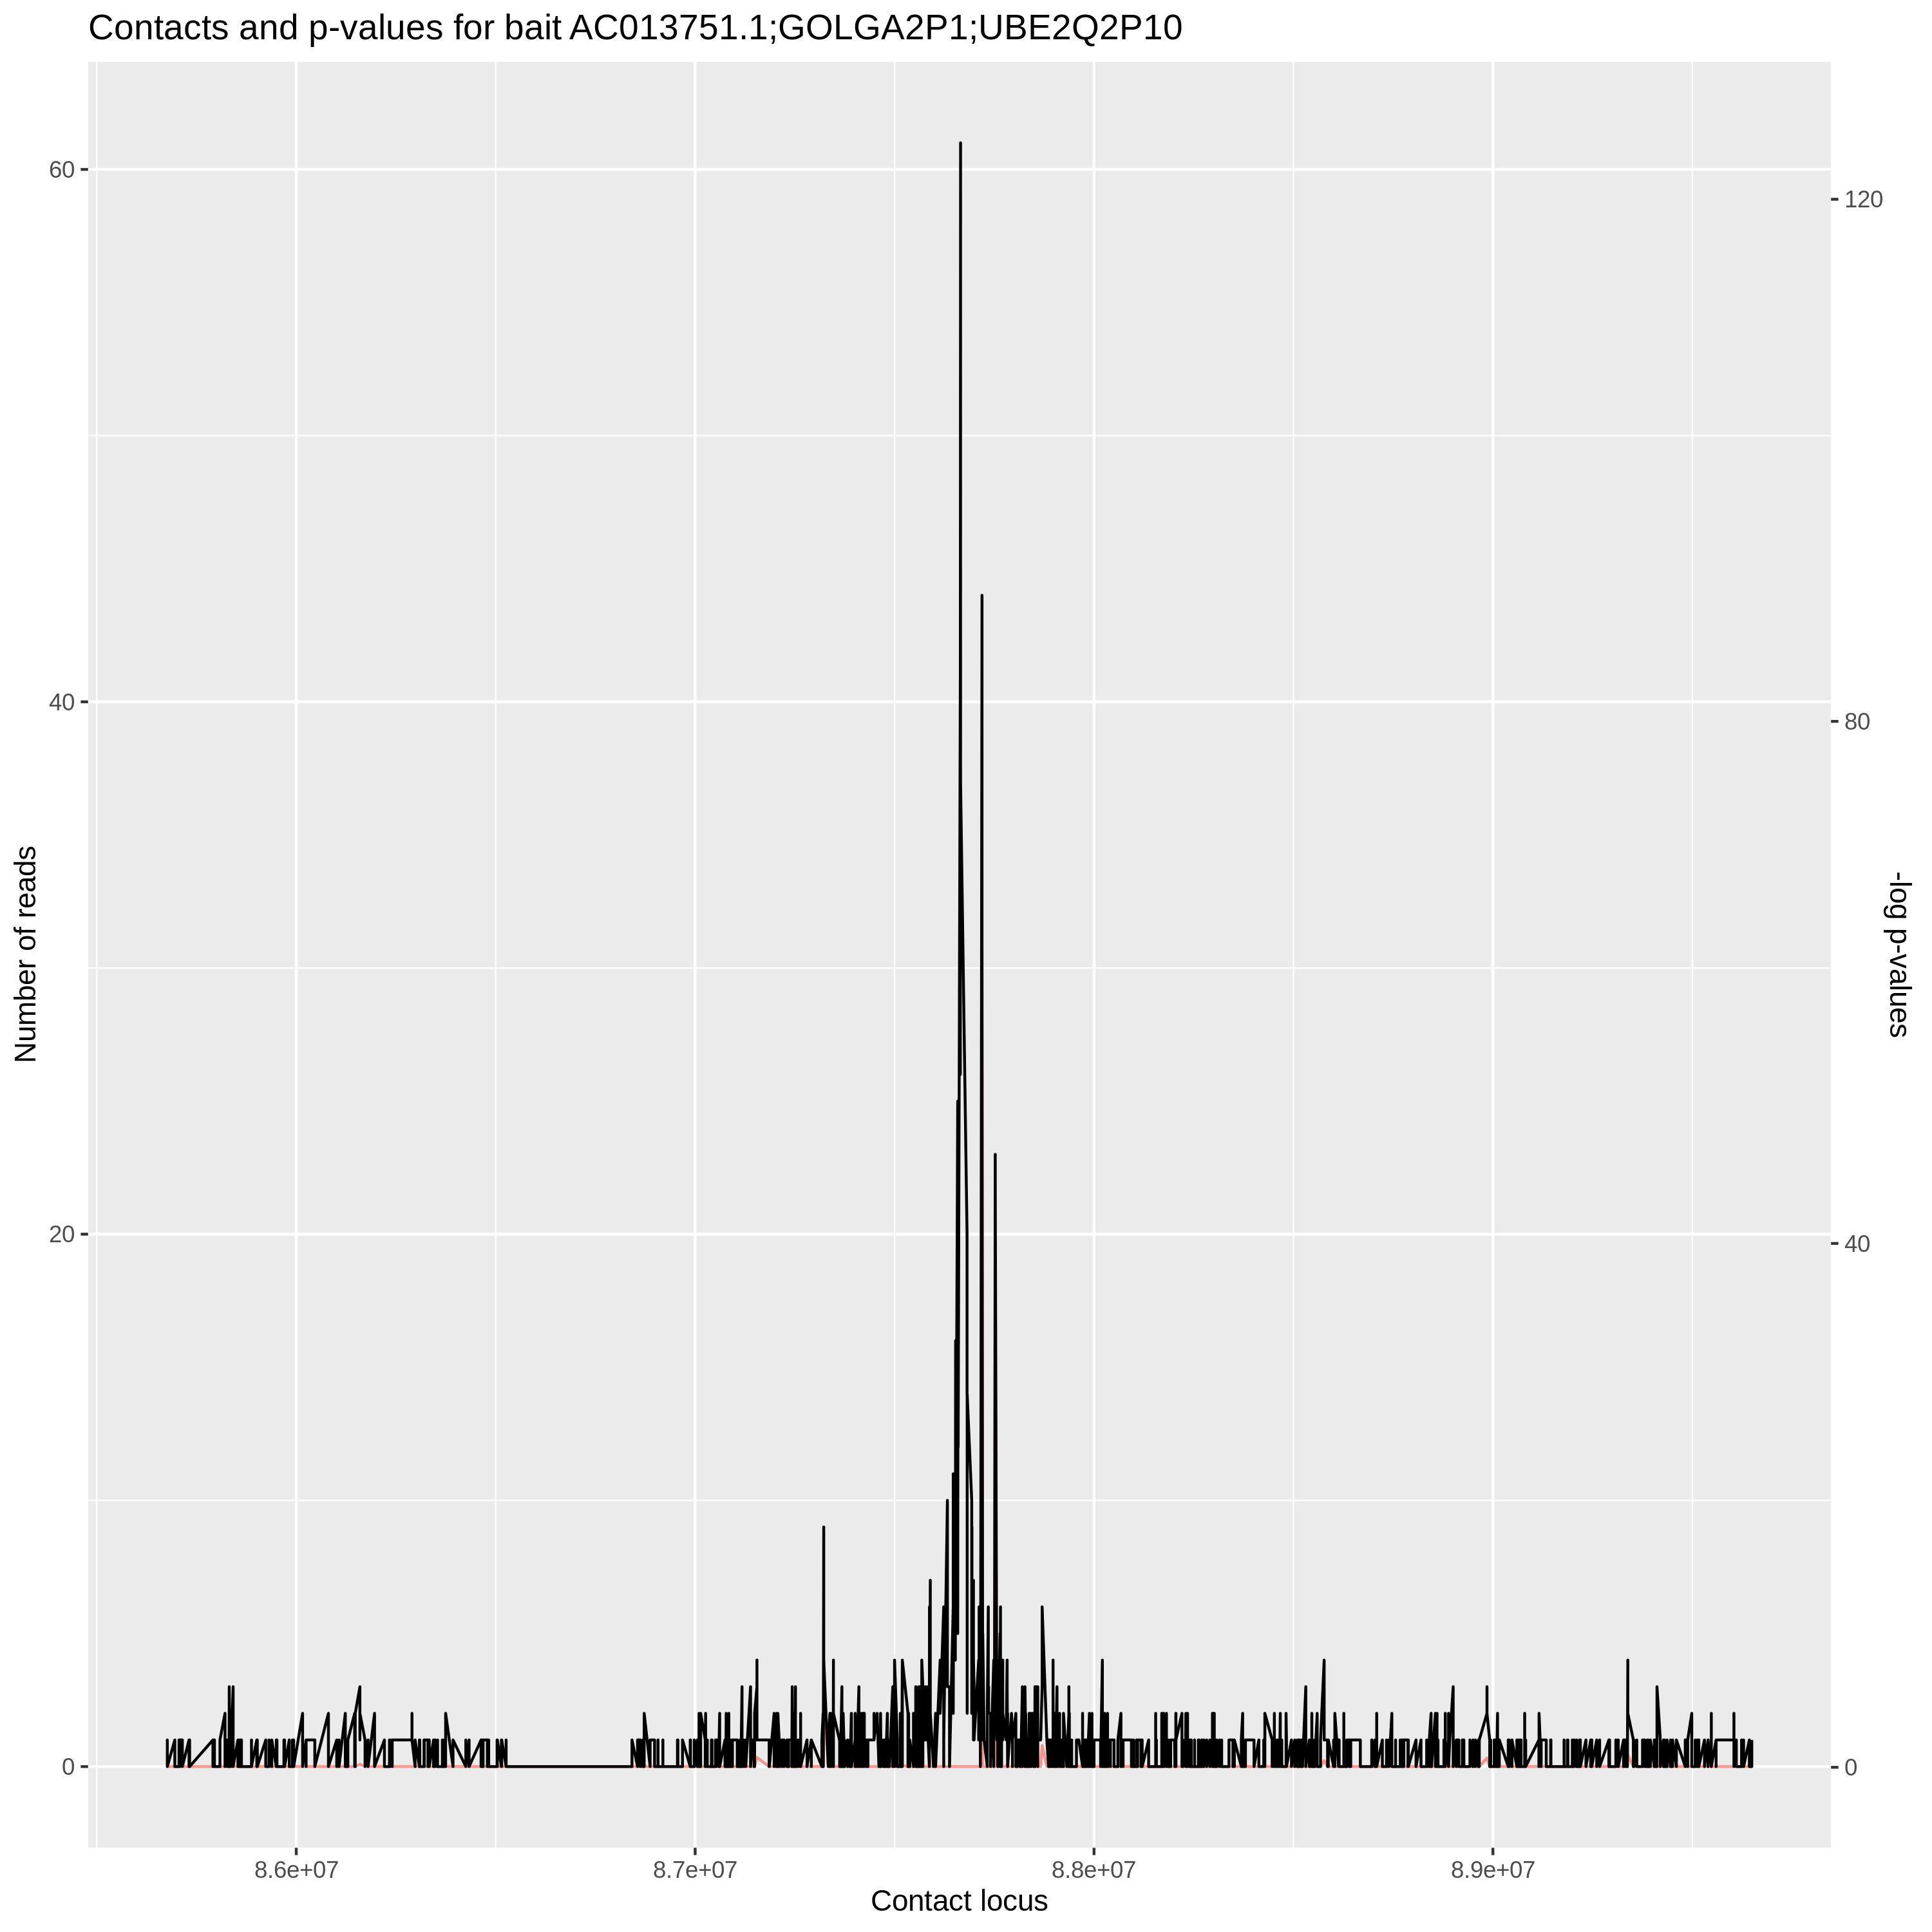 Contacts and p-values for bait AC013751.1;GOLGA2P1;UBE2Q2P10
60
40
20
0
Number of reads
120
80
40
0
-log p-values
8.6e+07 8.7e+07 8.8e+07 8.9e+07
Contact locus